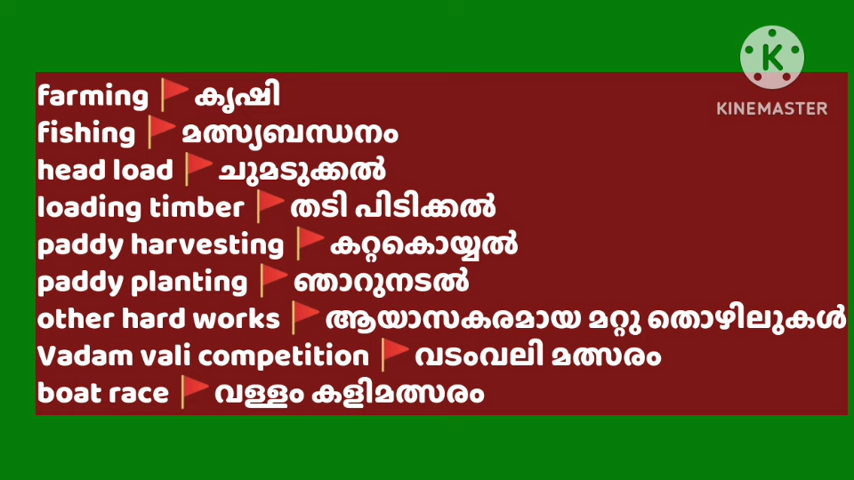 KINEMASTER
farming 🚩 കൃഷി
fishing 🚩 മത്സ്യബന്ധനം
head load 🚩 ചുമടുക്കൽ
loading timber 🚩 തടി പിടിക്കൽ
paddy harvesting 🚩 കറ്റകൊയ്യൽ
paddy planting 🚩 ഞാറുനടൽ
other hard works 🚩 ആയാസകരമായ മറ്റു തൊഴിലുകൾ
Vadam vali competition 🚩 വടംവലി മത്സരം
boat race 🚩 വള്ളം കളിമത്സരം